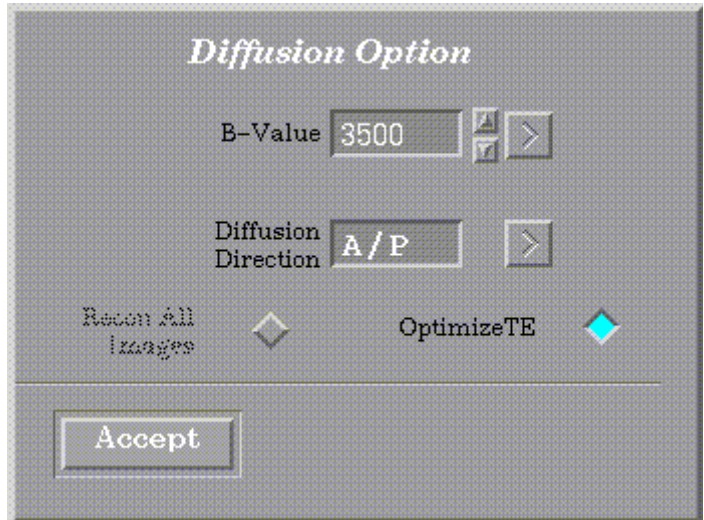 Diffusion Option
B-Value 3500
Diffusion
Direction A/P
Recon All
Images
OptimizeTE
Accept